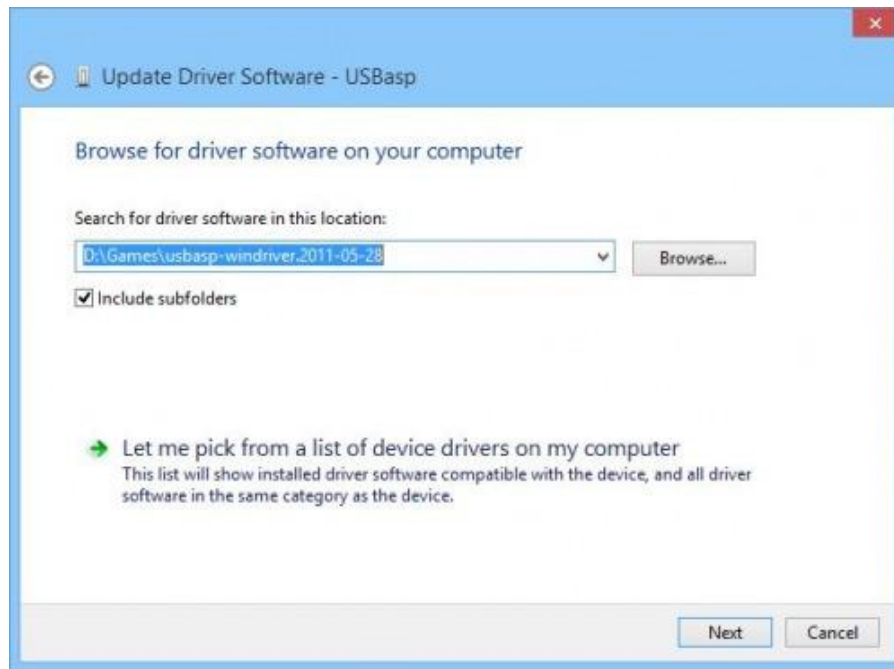 Update Driver Software - USBasp
Browse for driver software on your computer
Search for driver software in this location:
D:\Games\usbasp-windriver.2011-05-28
Browse...
Include subfolders
Let me pick from a list of device drivers on my computer
This list will show installed driver software compatible with the device, and all driver
software in the same category as the device.
Next
Cancel